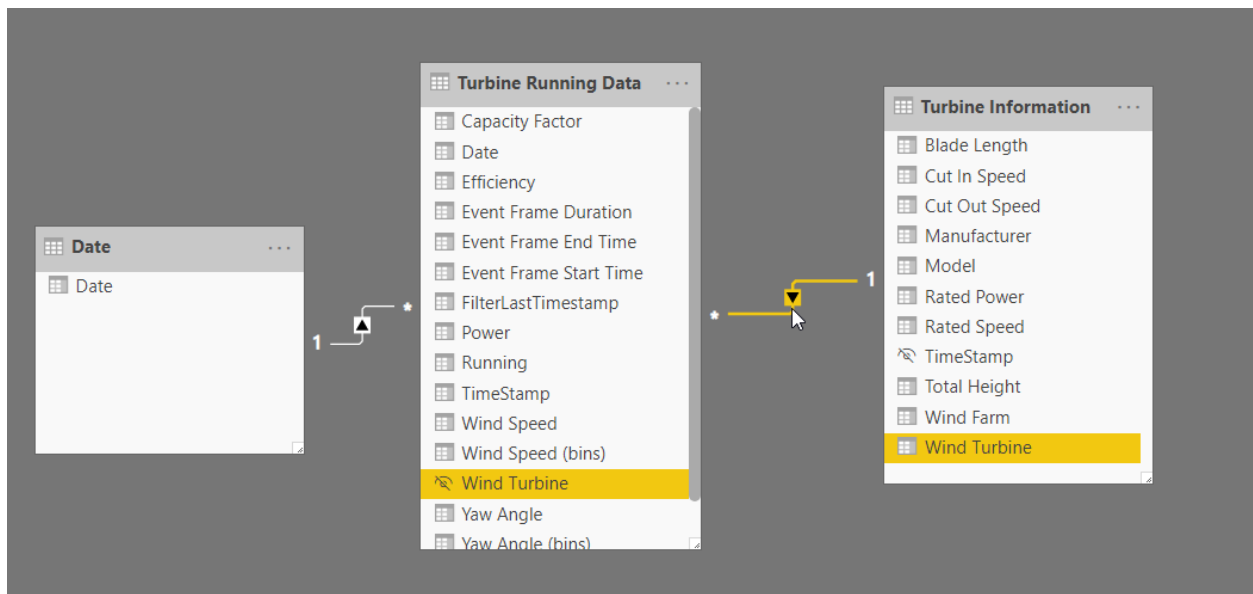 Date
Date
1
*
Turbine Running Data
Capacity Factor
Date
Efficiency
Event Frame Duration
Event Frame End Time
Event Frame Start Time
FilterLastTimestamp
Power
Running
TimeStamp
Wind Speed
Wind Speed (bins)
Wind Turbine
Yaw Angle
Yaw Angle (bins)
*
1
Turbine Information
Blade Length
Cut In Speed
Cut Out Speed
Manufacturer
Model
Rated Power
Rated Speed
TimeStamp
Total Height
Wind Farm
Wind Turbine